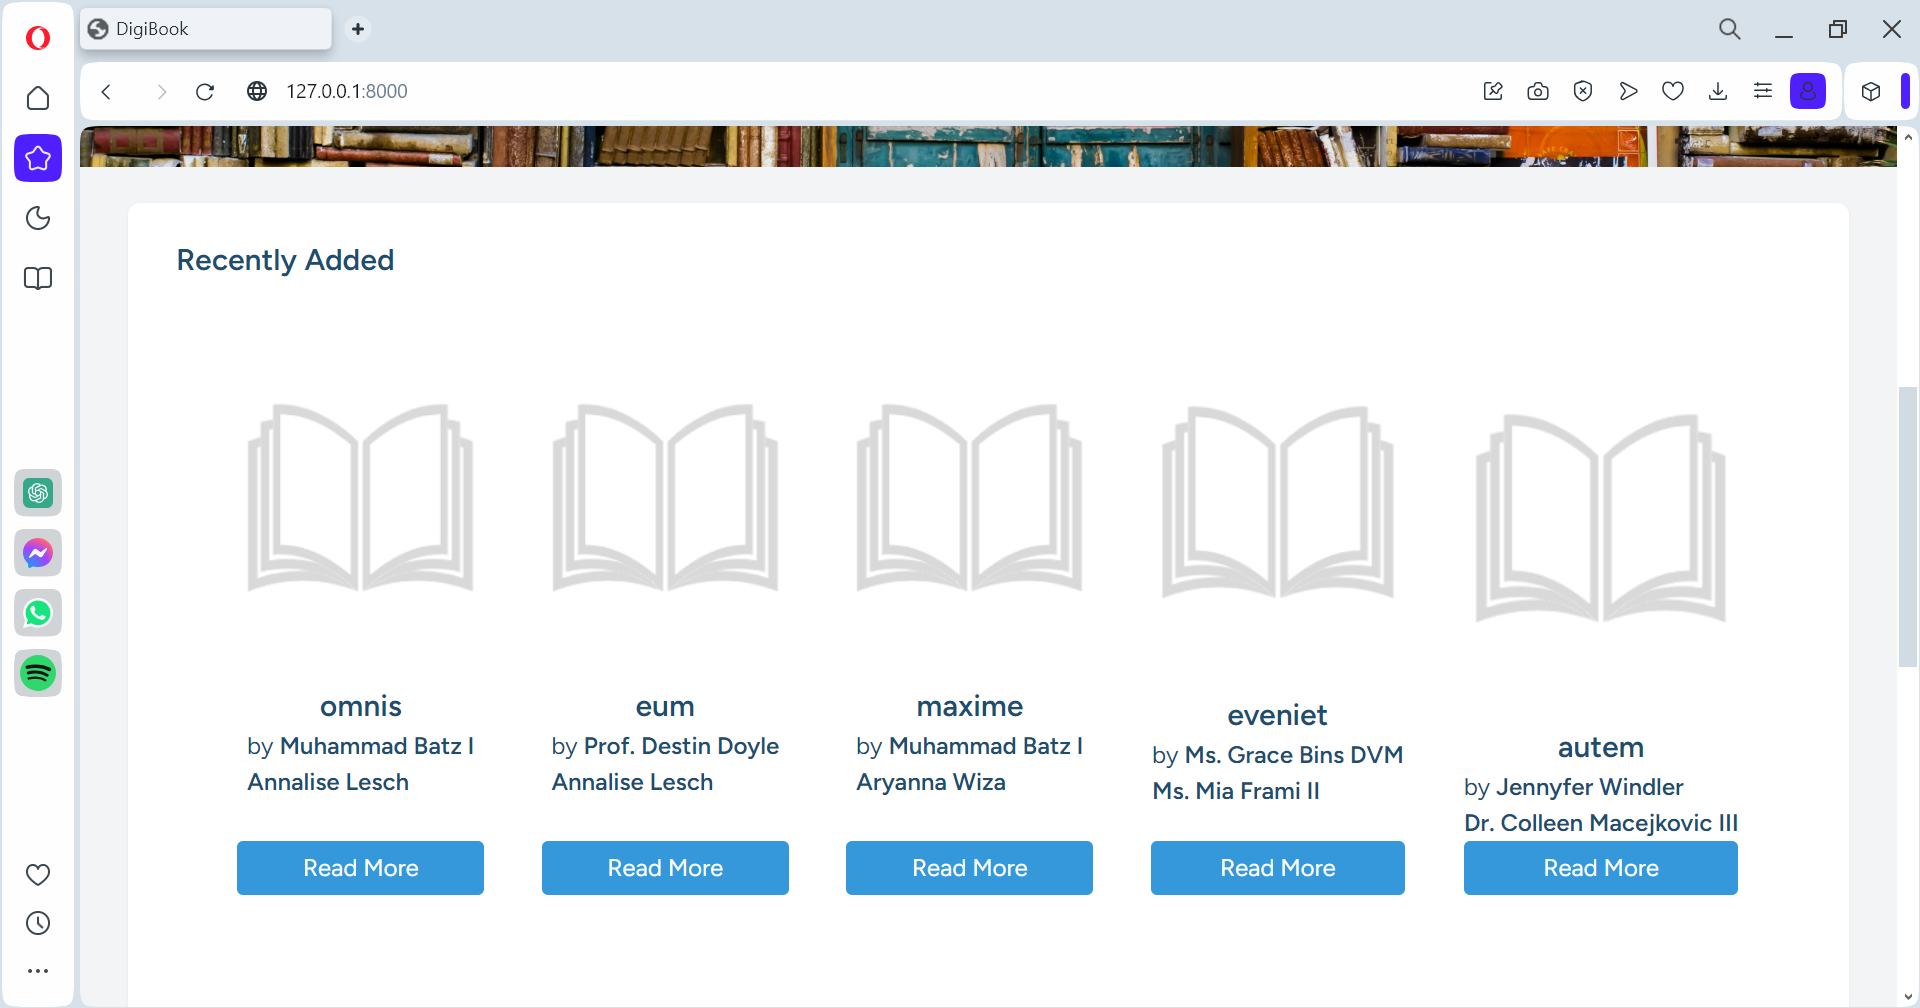 DigiBook
127.0.0.1:8000
Recently Added
omnis
by Muhammad Batz I
Annalise Lesch
Read More
eum
by Prof. Destin Doyle
Annalise Lesch
Read More
maxime
by Muhammad Batz I
Aryanna Wiza
Read More
eveniet
by Ms. Grace Bins DVM
Ms. Mia Frami II
Read More
autem
by Jennyfer Windler
Dr. Colleen Macejkovic III
Read More